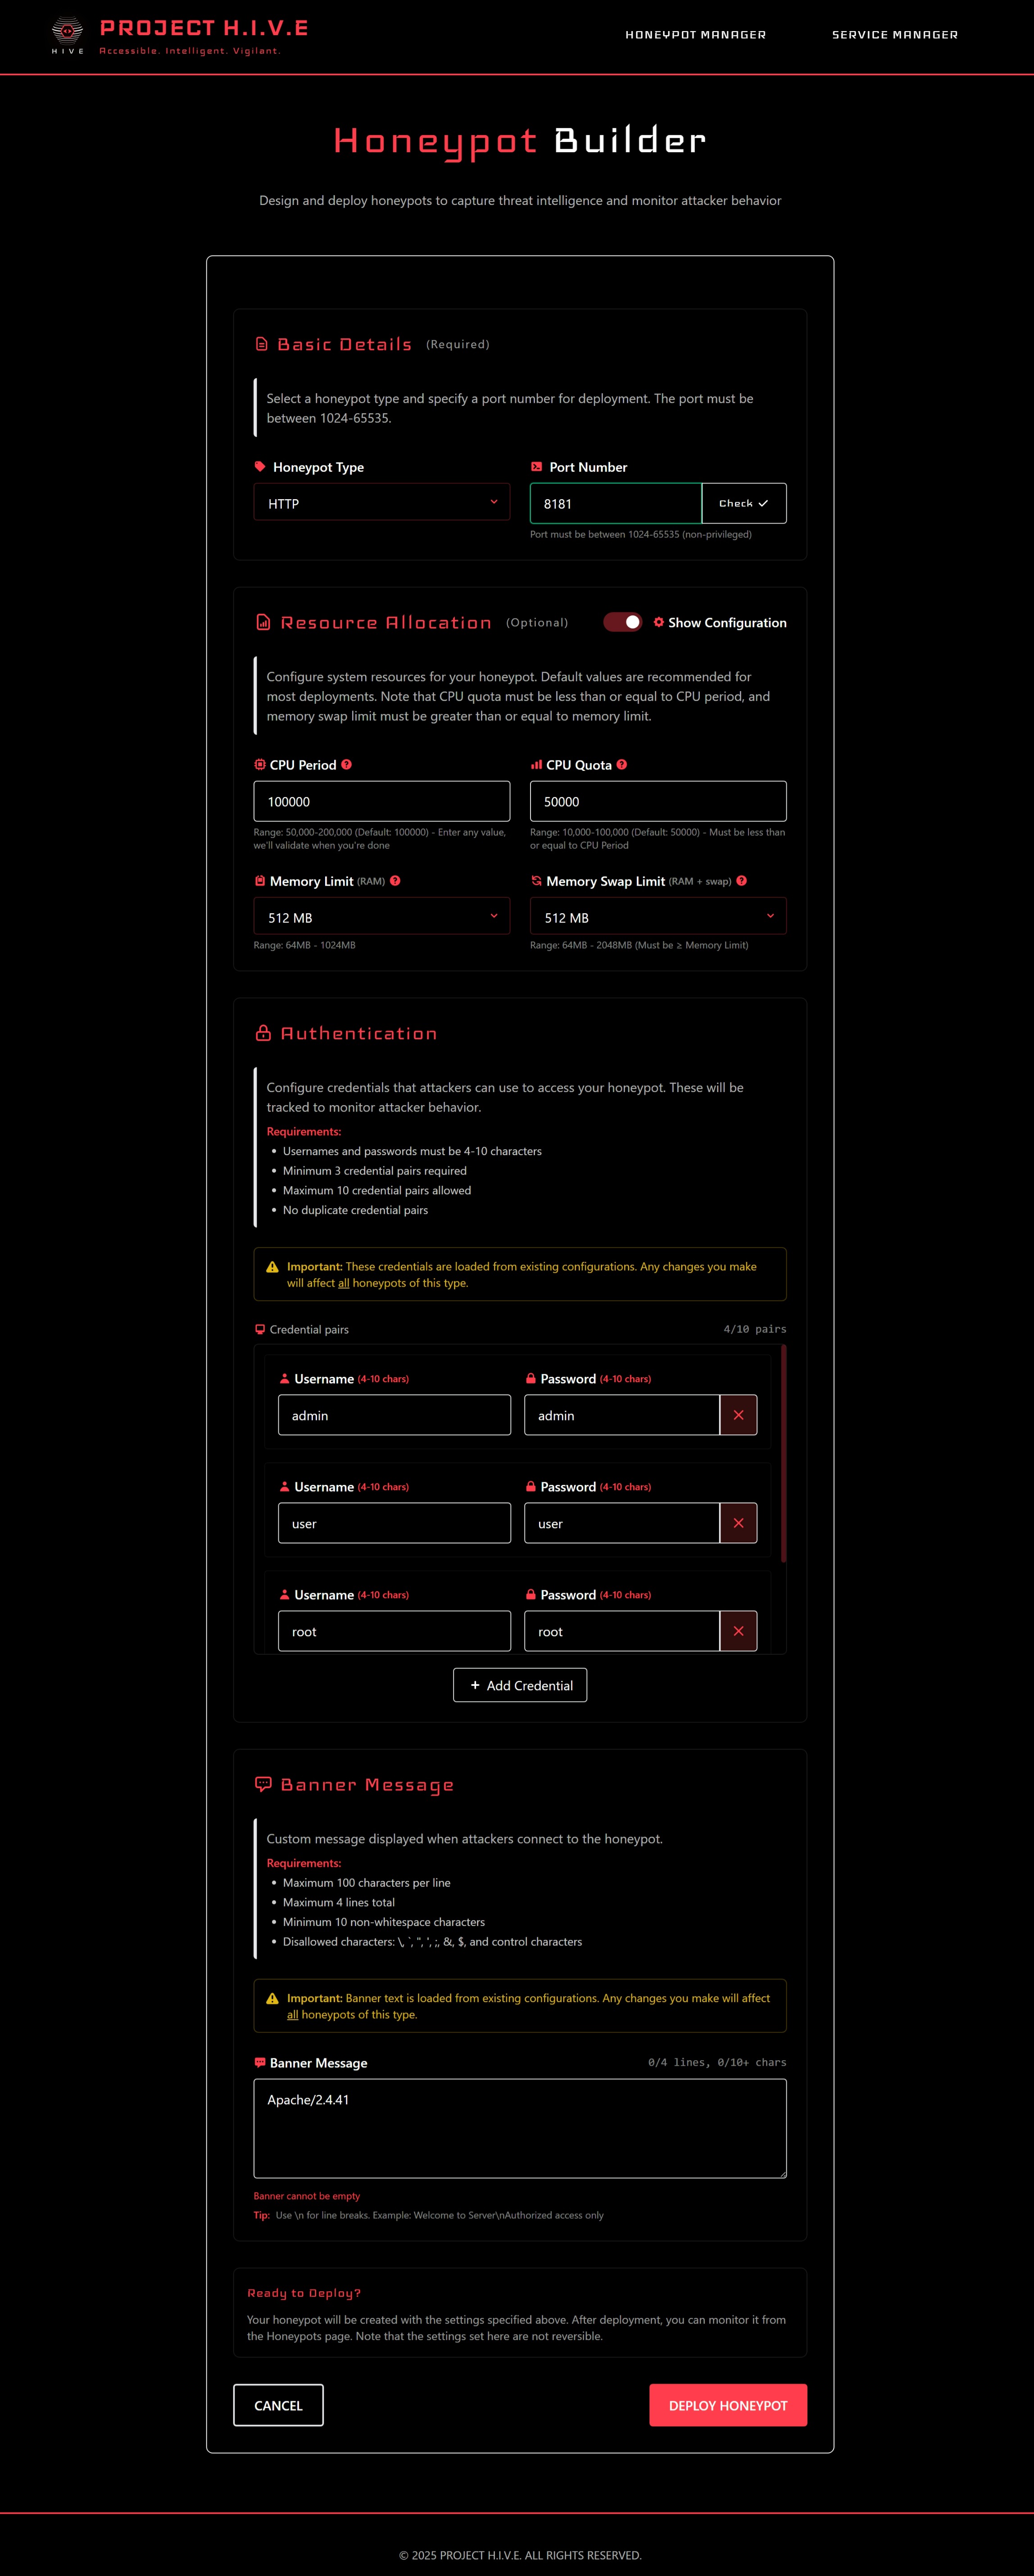 HIVE
PROJECT H.I.V.E
Accessible. Intelligent. Vigilant.
HONEYPOT MANAGER
SERVICE MANAGER
Honeypot Builder
Design and deploy honeypots to capture threat intelligence and monitor attacker behavior
Basic Details (Required)
Select a honeypot type and specify a port number for deployment. The port must be
between 1024-65535.
Honeypot Type
Port Number
HTTP
8181
Check
Port must be between 1024-65535 (non-privileged)
Resource Allocation (Optional)
Show Configuration
Configure system resources for your honeypot. Default values are recommended for
most deployments. Note that CPU quota must be less than or equal to CPU period, and
memory swap limit must be greater than or equal to memory limit.
CPU Period ?
CPU Quota ?
100000
50000
Range: 50,000-200,000 (Default: 100000) - Enter any value,
we'll validate when you're done
Range: 10,000-100,000 (Default: 50000) - Must be less than
or equal to CPU Period
Memory Limit (RAM) ?
Memory Swap Limit (RAM + swap) ?
512 MB
512 MB
Range: 64MB - 1024MB
Range: 64MB - 2048MB (Must be ≥ Memory Limit)
Authentication
Configure credentials that attackers can use to access your honeypot. These will be
tracked to monitor attacker behavior.
Requirements:
• Usernames and passwords must be 4-10 characters
• Minimum 3 credential pairs required
• Maximum 10 credential pairs allowed
• No duplicate credential pairs
Important: These credentials are loaded from existing configurations. Any changes you make
will affect all honeypots of this type.
Credential pairs
4/10 pairs
Username (4-10 chars)
Password (4-10 chars)
admin
admin
Username (4-10 chars)
Password (4-10 chars)
user
user
Username (4-10 chars)
Password (4-10 chars)
root
root
+ Add Credential
Banner Message
Custom message displayed when attackers connect to the honeypot.
Requirements:
• Maximum 100 characters per line
• Maximum 4 lines total
• Minimum 10 non-whitespace characters
• Disallowed characters: \, `, ", ', ;, &, $, and control characters
Important: Banner text is loaded from existing configurations. Any changes you make will affect
all honeypots of this type.
Banner Message
0/4 lines, 0/10+ chars
Apache/2.4.41
Banner cannot be empty
Tip: Use \n for line breaks. Example: Welcome to Server\nAuthorized access only
Ready to Deploy?
Your honeypot will be created with the settings specified above. After deployment, you can monitor it from
the Honeypots page. Note that the settings set here are not reversible.
CANCEL
DEPLOY HONEYPOT
© 2025 PROJECT H.I.V.E. ALL RIGHTS RESERVED.